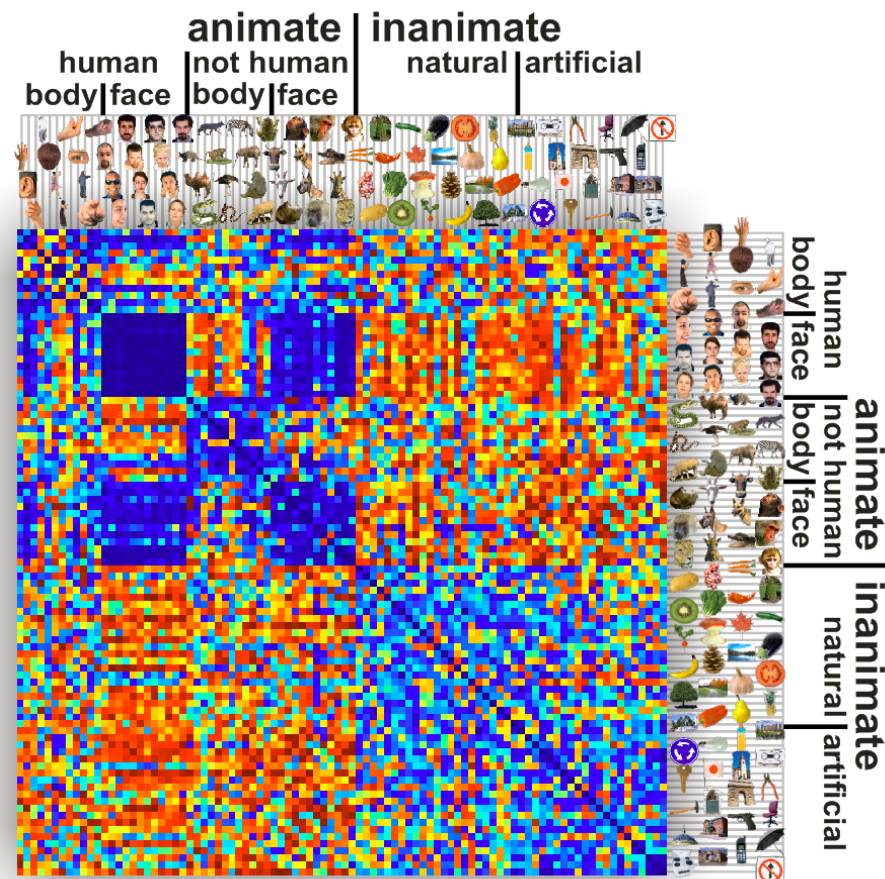 animate inanimate
human not human natural artificial
body face body face
human
body face
animate
not human
body face
inanimate
natural artificial